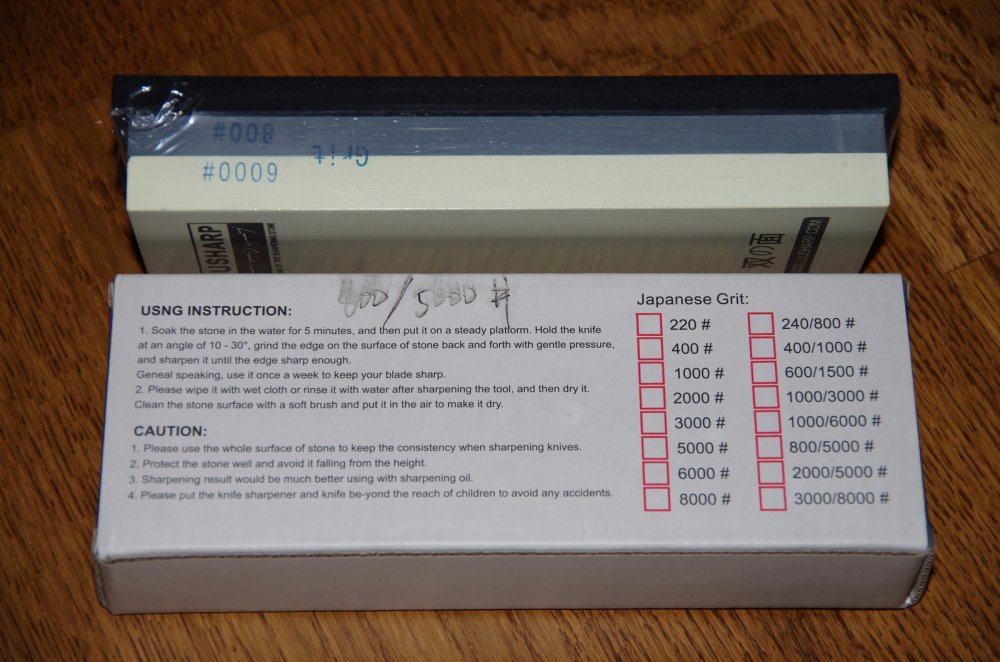 800#
Grit
6000#
USHARP
双の面
USHARP.COM
800/5000 #
USNG INSTRUCTION:
1. Soak the stone in the water for 5 minutes, and then put it on a steady platform. Hold the knife
at an angle of 10 - 30°, grind the edge on the surface of stone back and forth with gentle pressure,
and sharpen it until the edge sharp enough.
Geneal speaking, use it once a week to keep your blade sharp.
2. Please wipe it with wet cloth or rinse it with water after sharpening the tool, and then dry it.
Clean the stone surface with a soft brush and put it in the air to make it dry.
CAUTION:
1. Please use the whole surface of stone to keep the consistency when sharpening knives.
2. Protect the stone well and avoid it falling from the height.
3. Sharpening result would be much better using with sharpening oil.
4. Please put the knife sharpener and knife be-yond the reach of children to avoid any accidents.
Japanese Grit:
220 # 240/800 #
400 # 400/1000 #
1000 # 600/1500 #
2000 # 1000/3000 #
3000 # 1000/6000 #
5000 # 800/5000 #
6000 # 2000/5000 #
8000 # 3000/8000 #